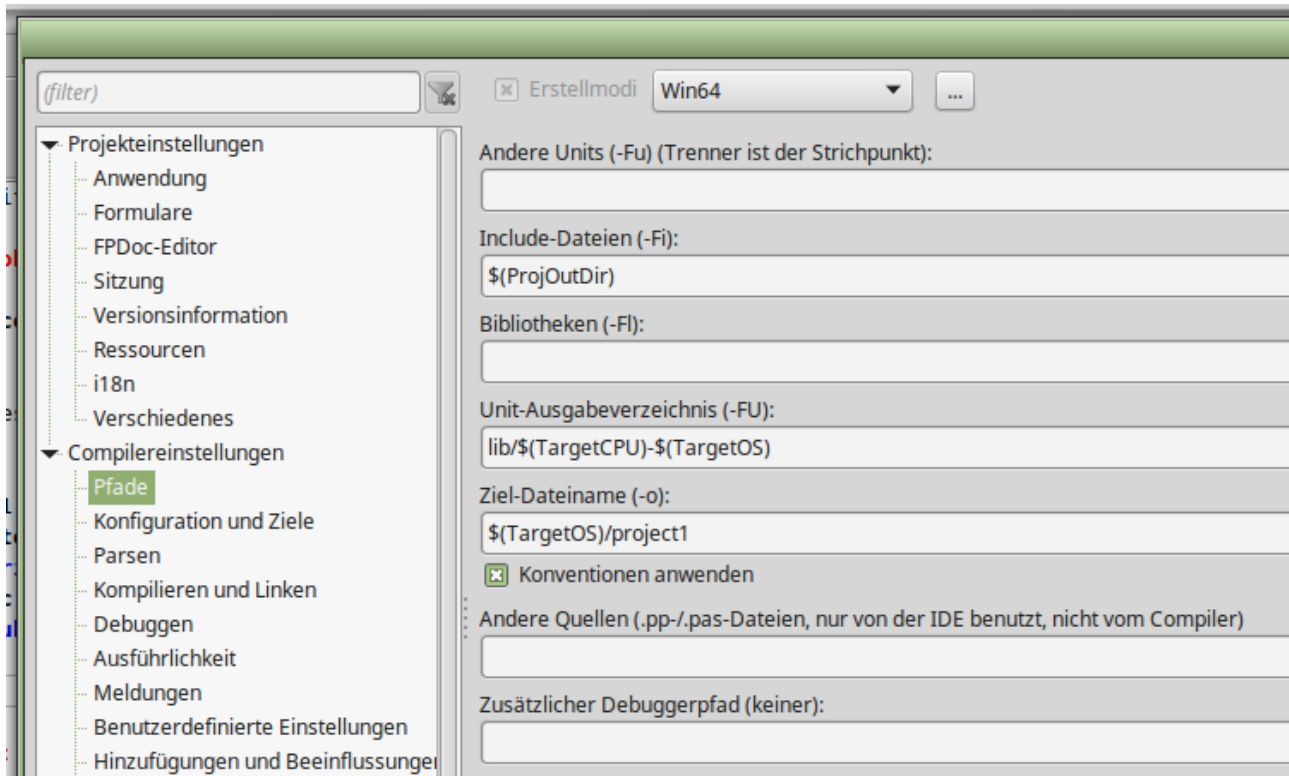 (filter)
Erstellmodi Win64 ...
Projekteinstellungen
Anwendung
Formulare
FPDoc-Editor
Sitzung
Versionsinformation
Ressourcen
i18n
Verschiedenes
Compilereinstellungen
Pfade
Konfiguration und Ziele
Parsen
Kompilieren und Linken
Debuggen
Ausführlichkeit
Meldungen
Benutzerdefinierte Einstellungen
Hinzufügungen und Beeinflussungen
Andere Units (-Fu) (Trenner ist der Strichpunkt):
Include-Dateien (-Fi):
$(ProjOutDir)
Bibliotheken (-Fl):
Unit-Ausgabeverzeichnis (-FU):
lib/$(TargetCPU)-$(TargetOS)
Ziel-Dateiname (-o):
$(TargetOS)/project1
Konventionen anwenden
Andere Quellen (.pp-/.pas-Dateien, nur von der IDE benutzt, nicht vom Compiler)
Zusätzlicher Debuggerpfad (keiner):